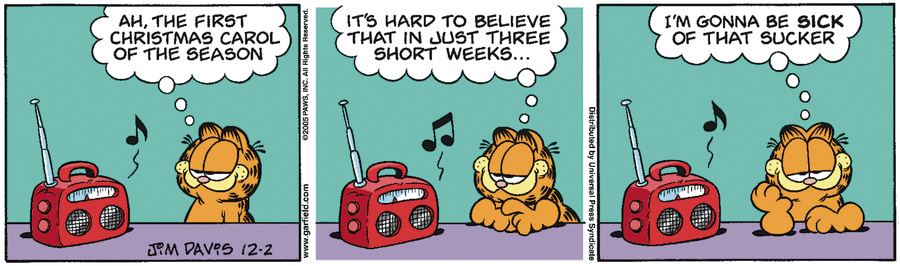 AH, THE FIRST
CHRISTMAS CAROL
OF THE SEASON
JIM DAVIS 12-2
www.garfield.com
©2005 PAWS, INC. All Rights Reserved.
IT'S HARD TO BELIEVE
THAT IN JUST THREE
SHORT WEEKS...
Distributed by Universal Press Syndicate
I'M GONNA BE SICK
OF THAT SUCKER